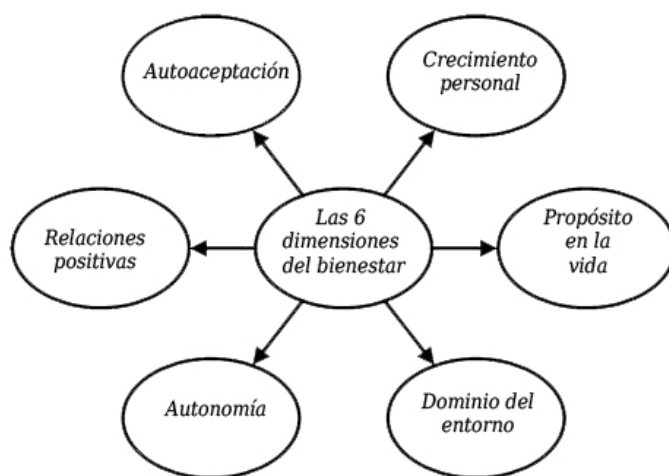 Autoaceptación
Crecimiento
personal
Relaciones
positivas
Las 6
dimensiones
del bienestar
Propósito
en la
vida
Autonomía
Dominio del
entorno